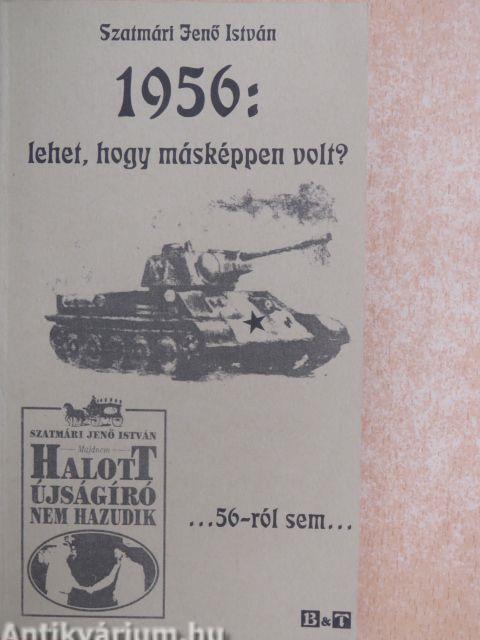 Szatmári Jenő István
1956:
lehet, hogy másképpen volt?
SZATMÁRI JENŐ ISTVÁN
Majdnem
HALOTT
ÚJSÁGÍRÓ
NEM HAZUDIK
...56-ról sem...
B&T
Antikvárium.hu